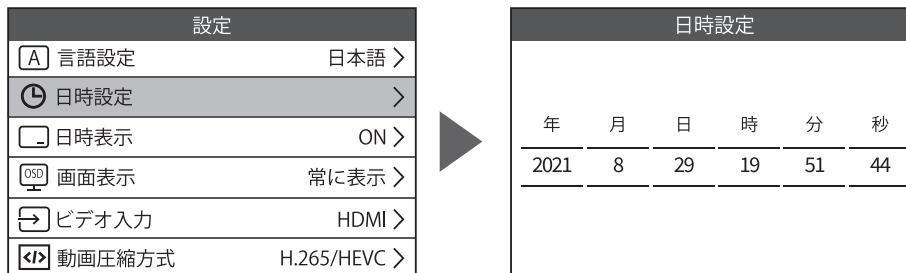 設定
A 言語設定 日本語
日時設定
日時表示 ON
OSD 画面表示 常に表示
ビデオ入力 HDMI
</> 動画圧縮方式 H.265/HEVC
日時設定
年 月 日 時 分 秒
2021 8 29 19 51 44